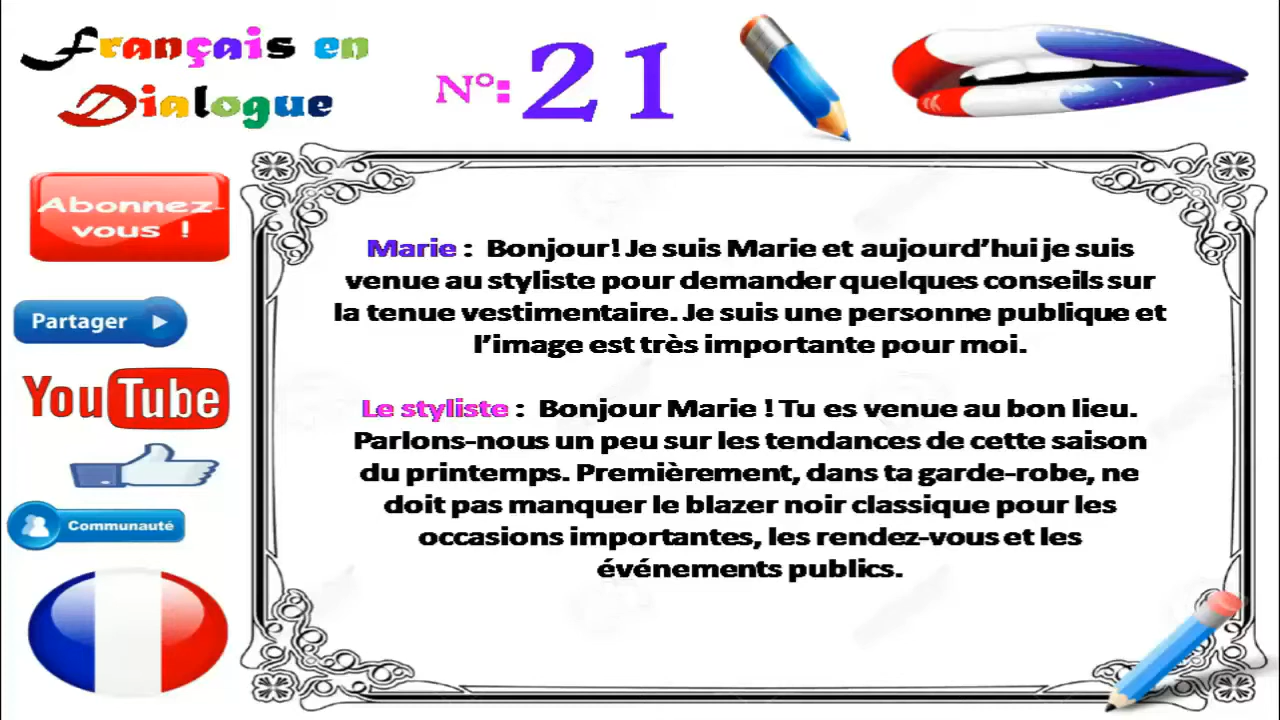 Français en
Dialogue
N°: 21
Abonnez-
vous !
Partager
YouTube
Communauté
Marie : Bonjour! Je suis Marie et aujourd’hui je suis
venue au styliste pour demander quelques conseils sur
la tenue vestimentaire. Je suis une personne publique et
l’image est très importante pour moi.
Le styliste : Bonjour Marie ! Tu es venue au bon lieu.
Parlons-nous un peu sur les tendances de cette saison
du printemps. Premièrement, dans ta garde-robe, ne
doit pas manquer le blazer noir classique pour les
occasions importantes, les rendez-vous et les
événements publics.